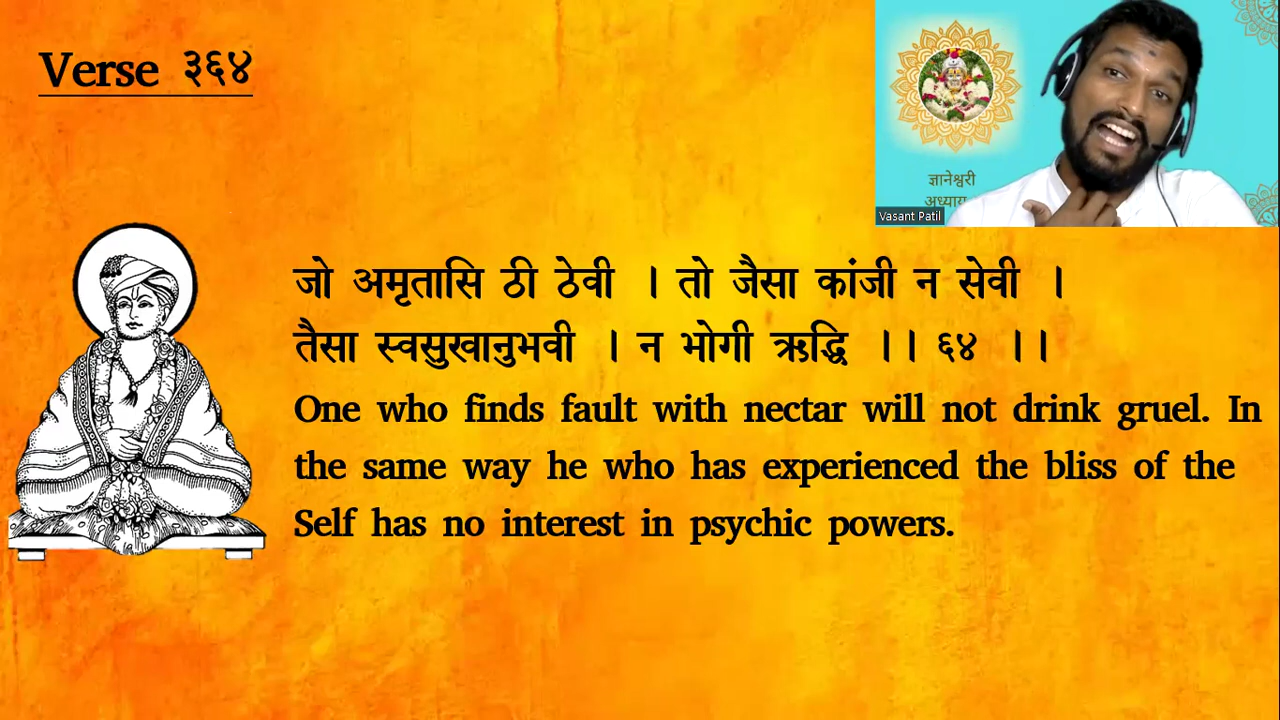 Verse ३६४
ज्ञानेश्वरी
अध्याय
Vasant Patil
जो अमृतासि ठी ठेवी । तो जैसा कांजी न सेवी ।
तैसा स्वसुखानुभवी । न भोगी ऋद्धि ।। ६४ ।।
One who finds fault with nectar will not drink gruel. In
the same way he who has experienced the bliss of the
Self has no interest in psychic powers.